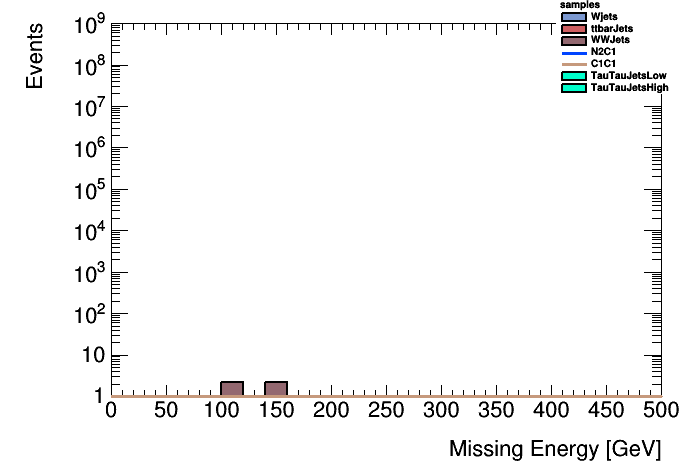 samples
Wjets
ttbarJets
WWJets
N2C1
C1C1
TauTauJetsLow
TauTauJetsHigh
Events
10⁹
10⁸
10⁷
10⁶
10⁵
10⁴
10³
10²
10
1
0 50 100 150 200 250 300 350 400 450 500
Missing Energy [GeV]